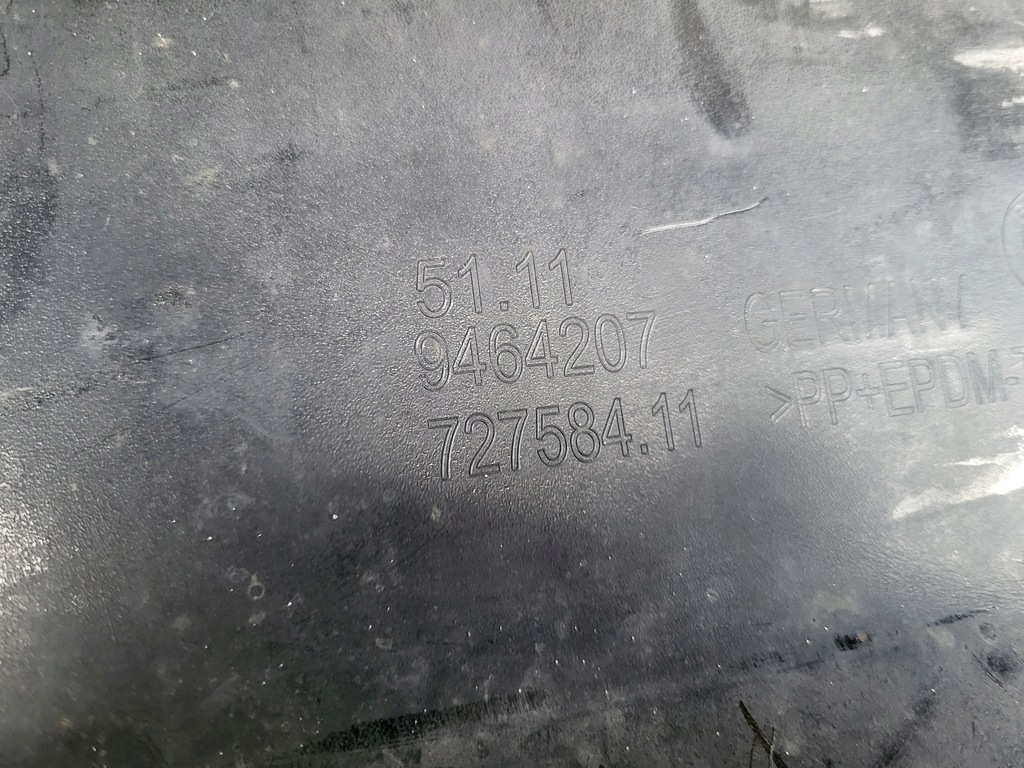 51.11
9464207
727584.11
GERMANY
>PP+EPDM-